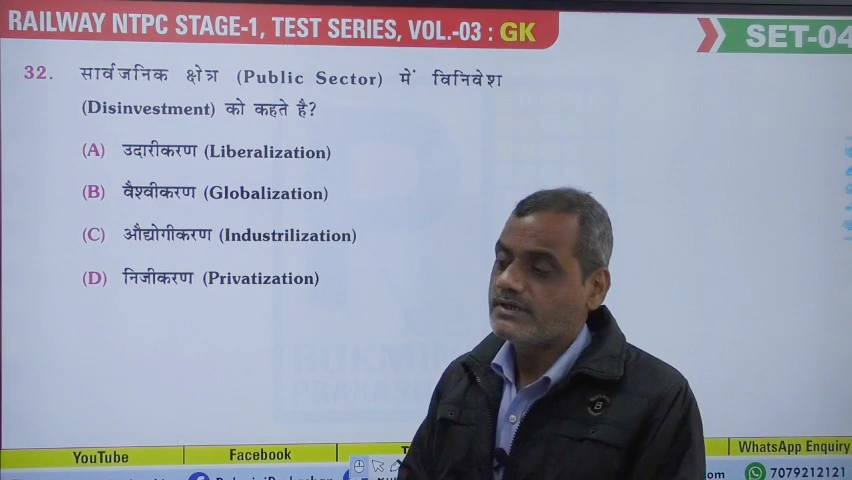 RAILWAY NTPC STAGE-1, TEST SERIES, VOL.-03 : GK
SET-04
32. सार्वजनिक क्षेत्र (Public Sector) में विनिवेश
(Disinvestment) को कहते है?
(A) उदारीकरण (Liberalization)
(B) वैश्वीकरण (Globalization)
(C) औद्योगीकरण (Industrilization)
(D) निजीकरण (Privatization)
YouTube
Facebook
WhatsApp Enquiry
7079212121